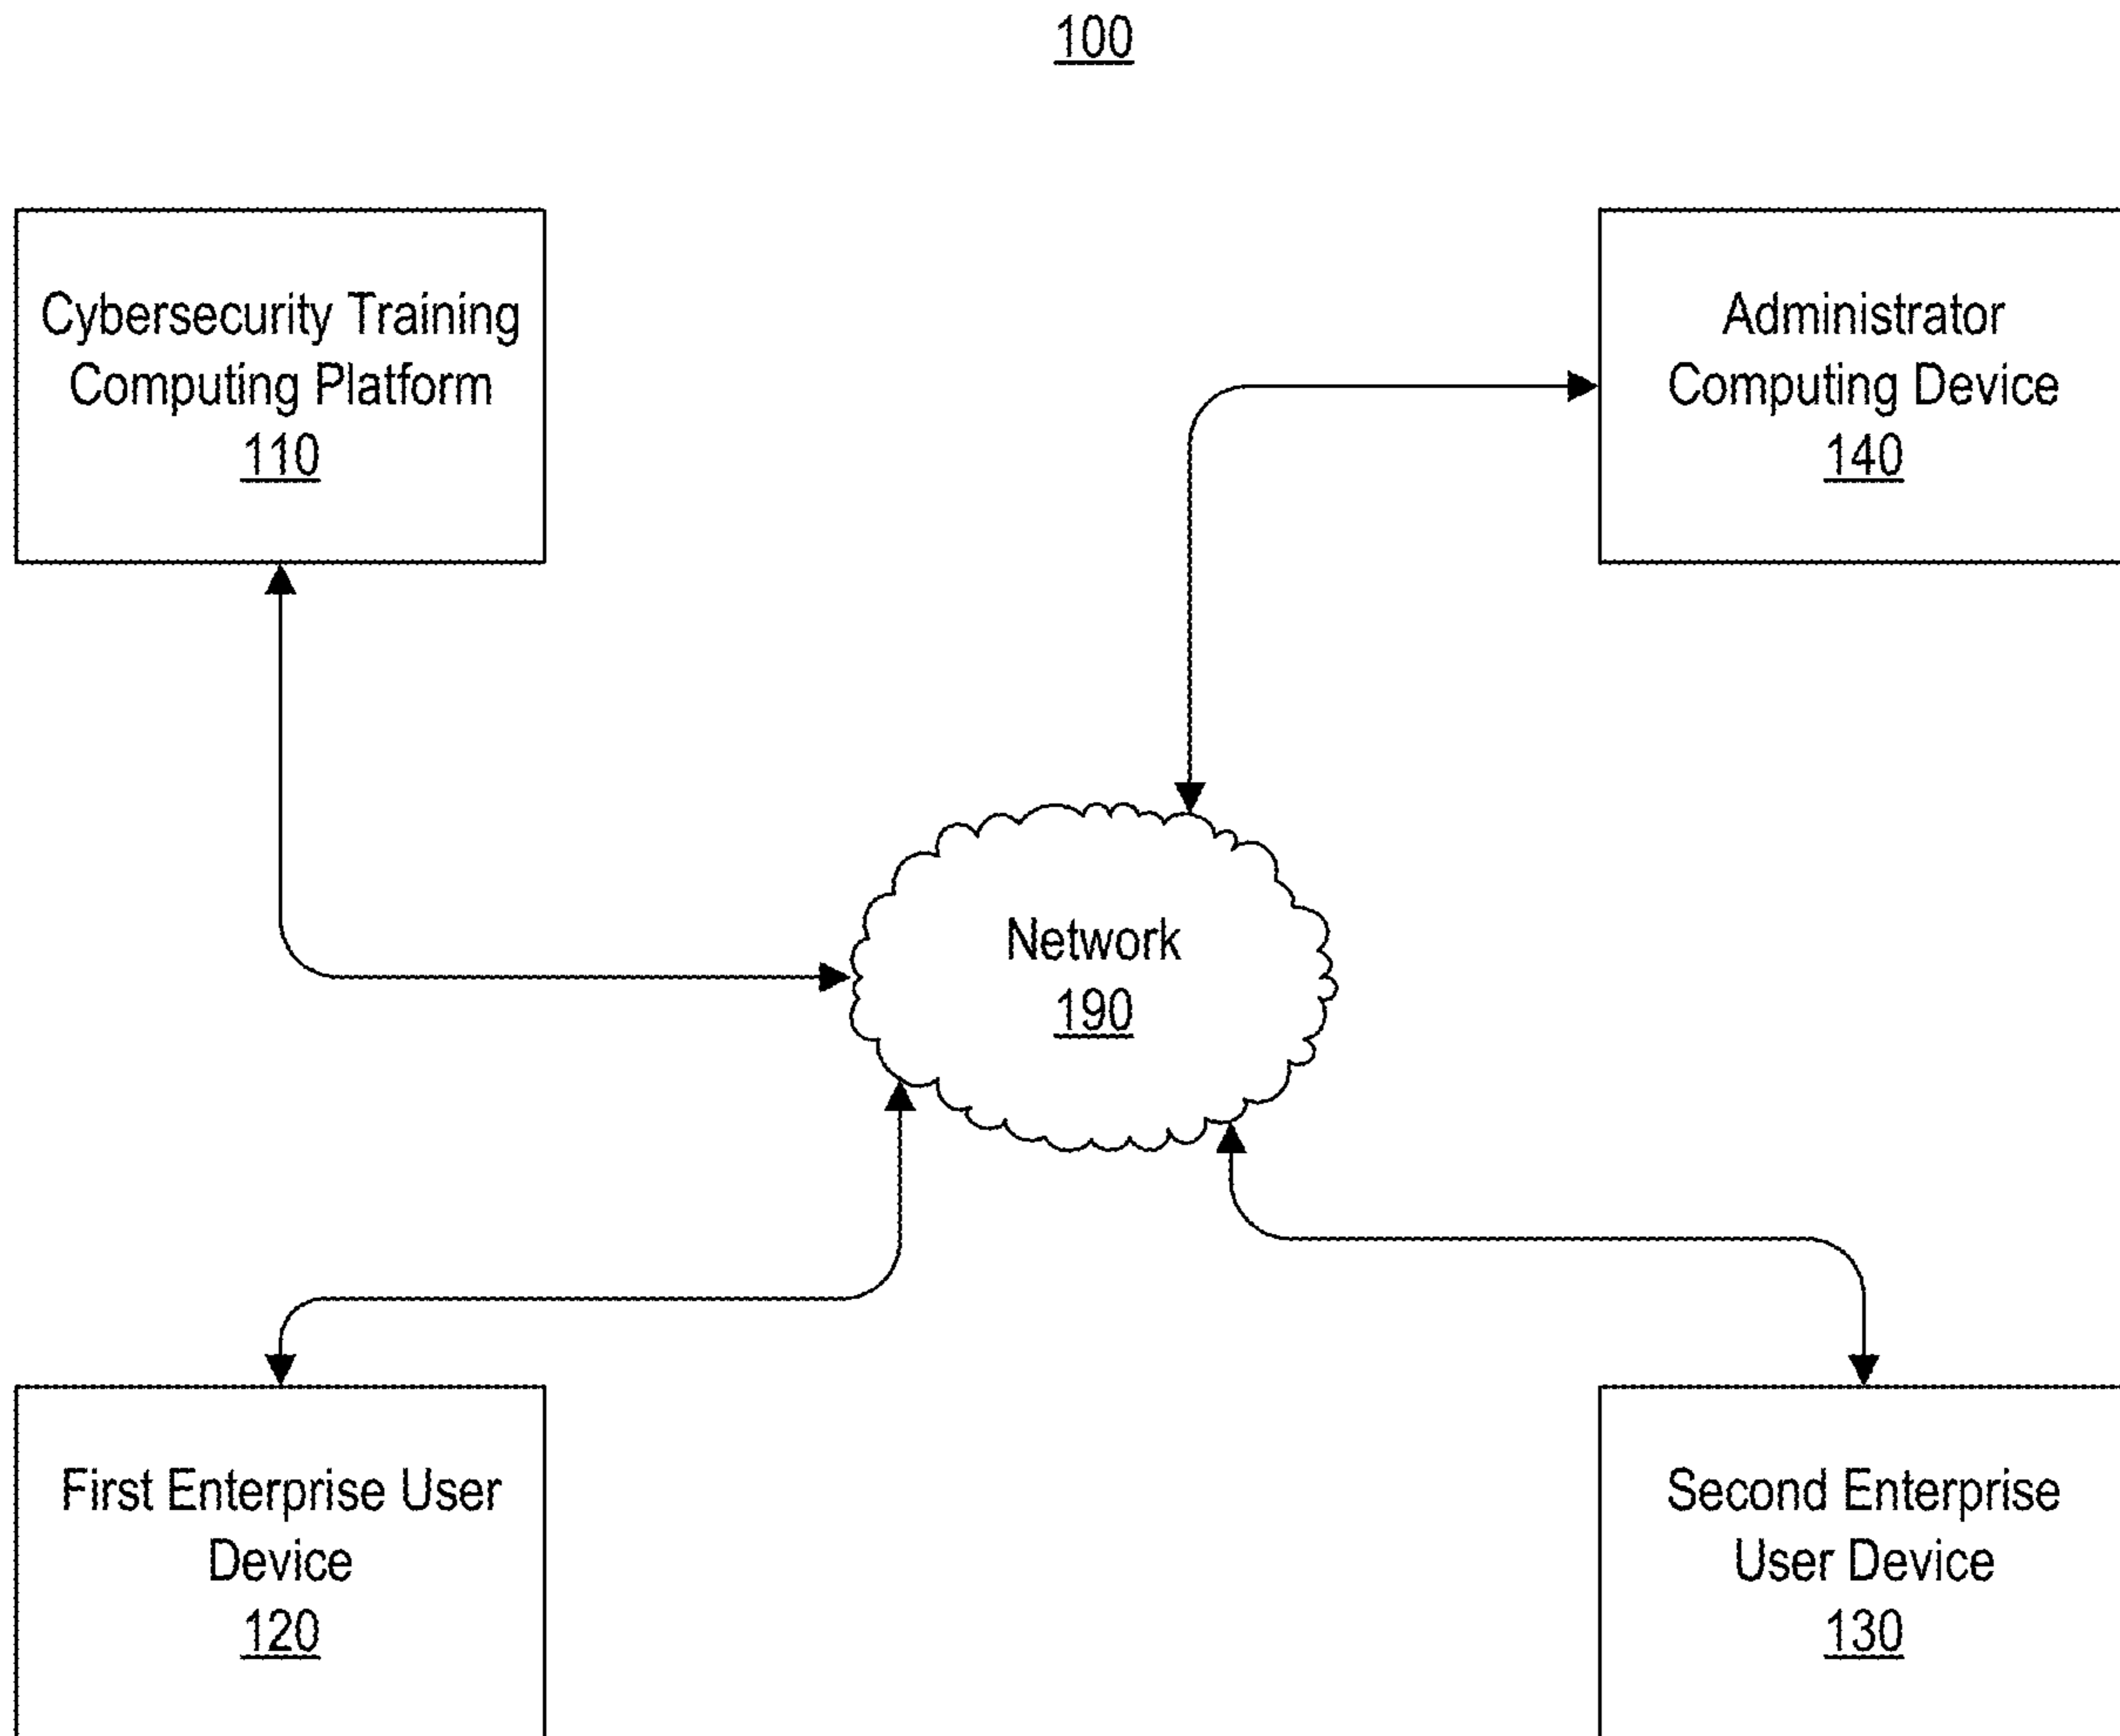 100
Cybersecurity Training
Computing Platform
110
Administrator
Computing Device
140
Network
190
First Enterprise User
Device
120
Second Enterprise
User Device
130